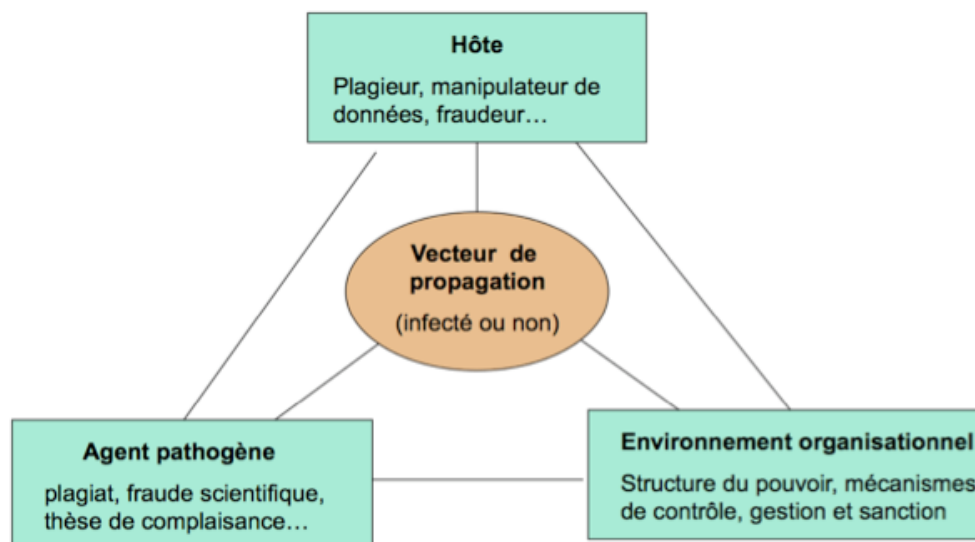 Hôte
Plagieur, manipulateur de
données, fraudeur…
Vecteur de
propagation
(infecté ou non)
Agent pathogène
plagiat, fraude scientifique,
thèse de complaisance…
Environnement organisationnel
Structure du pouvoir, mécanismes
de contrôle, gestion et sanction